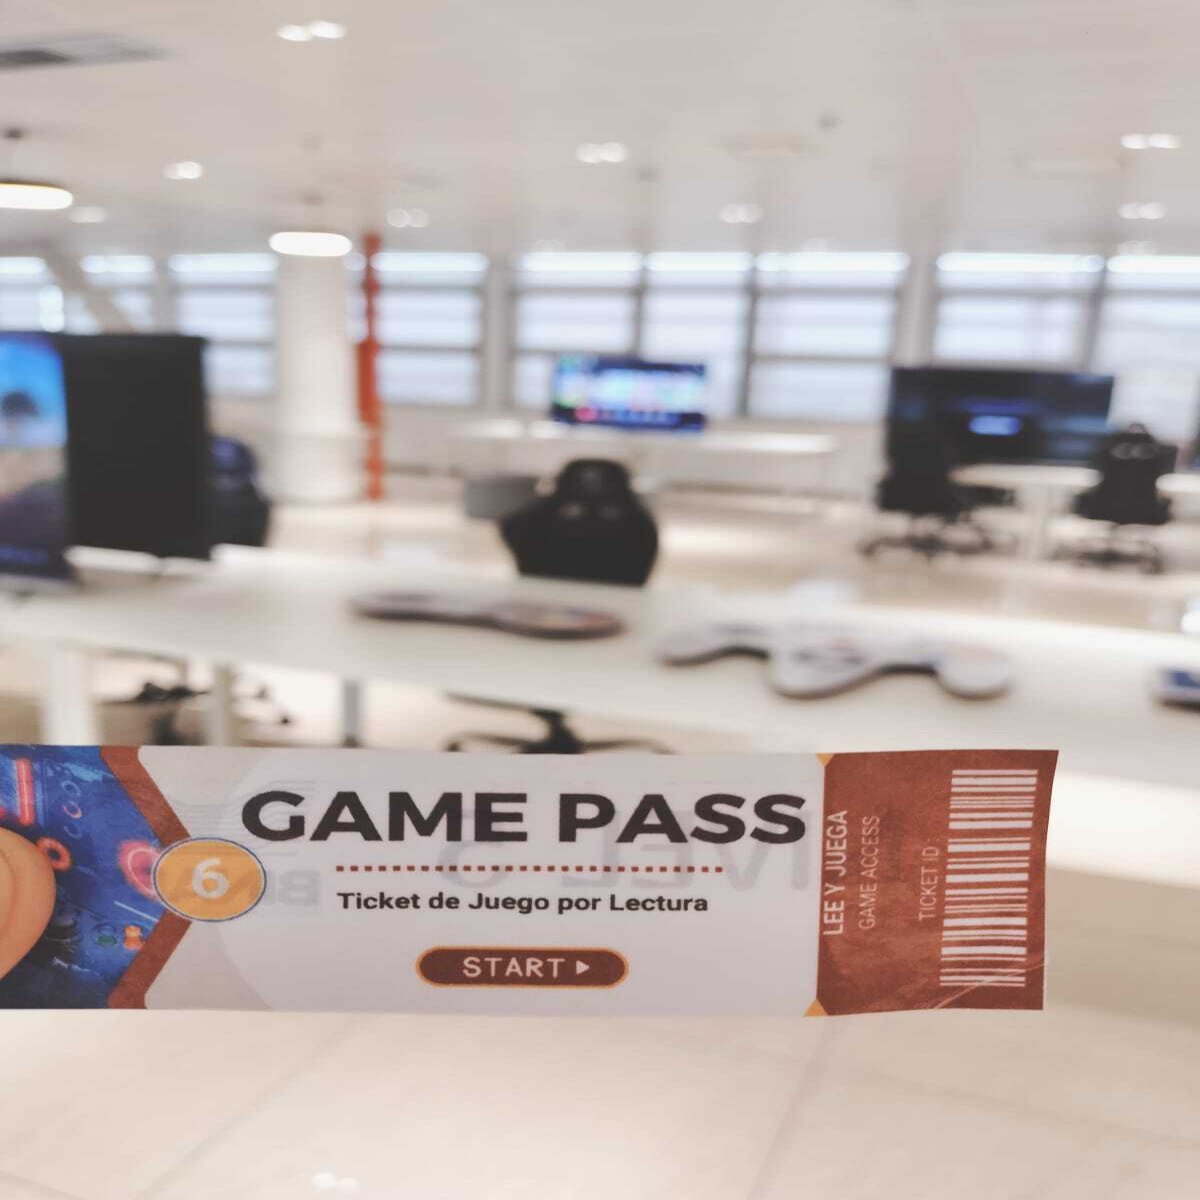 GAME PASS
6
Ticket de Juego por Lectura
START
LEE Y JUEGA
GAME ACCESS
TICKET ID: